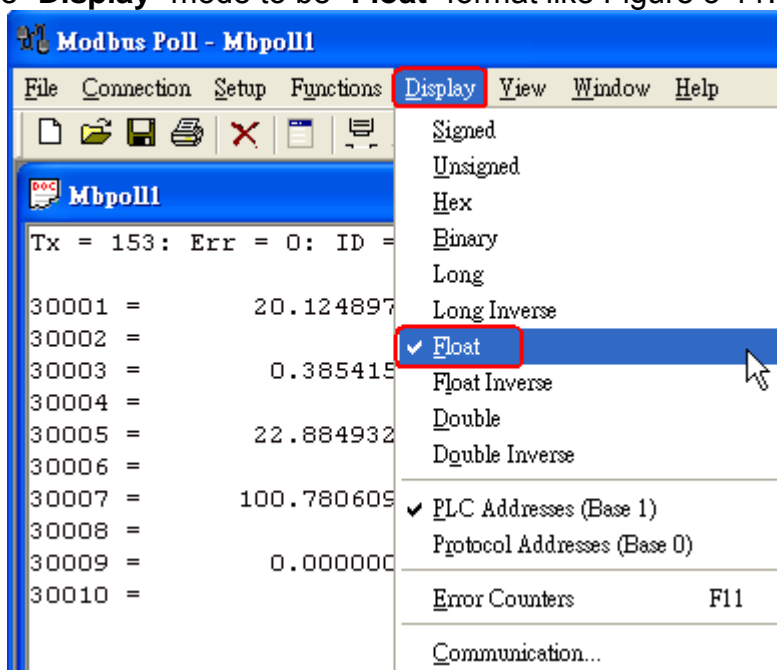 "Display" mode to be "Float" format like Figure 3-11.
Modbus Poll - Mbpoll1
File Connection Setup Functions Display View Window Help
Signed
Unsigned
Hex
Binary
Long
Long Inverse
Float
Float Inverse
Double
Double Inverse
PLC Addresses (Base 1)
Protocol Addresses (Base 0)
Error Counters F11
Communication...
Mbpoll1
Tx = 153: Err = 0: ID =
30001 = 20.124897
30002 =
30003 = 0.385415
30004 =
30005 = 22.884932
30006 =
30007 = 100.780609
30008 =
30009 = 0.000000
30010 =